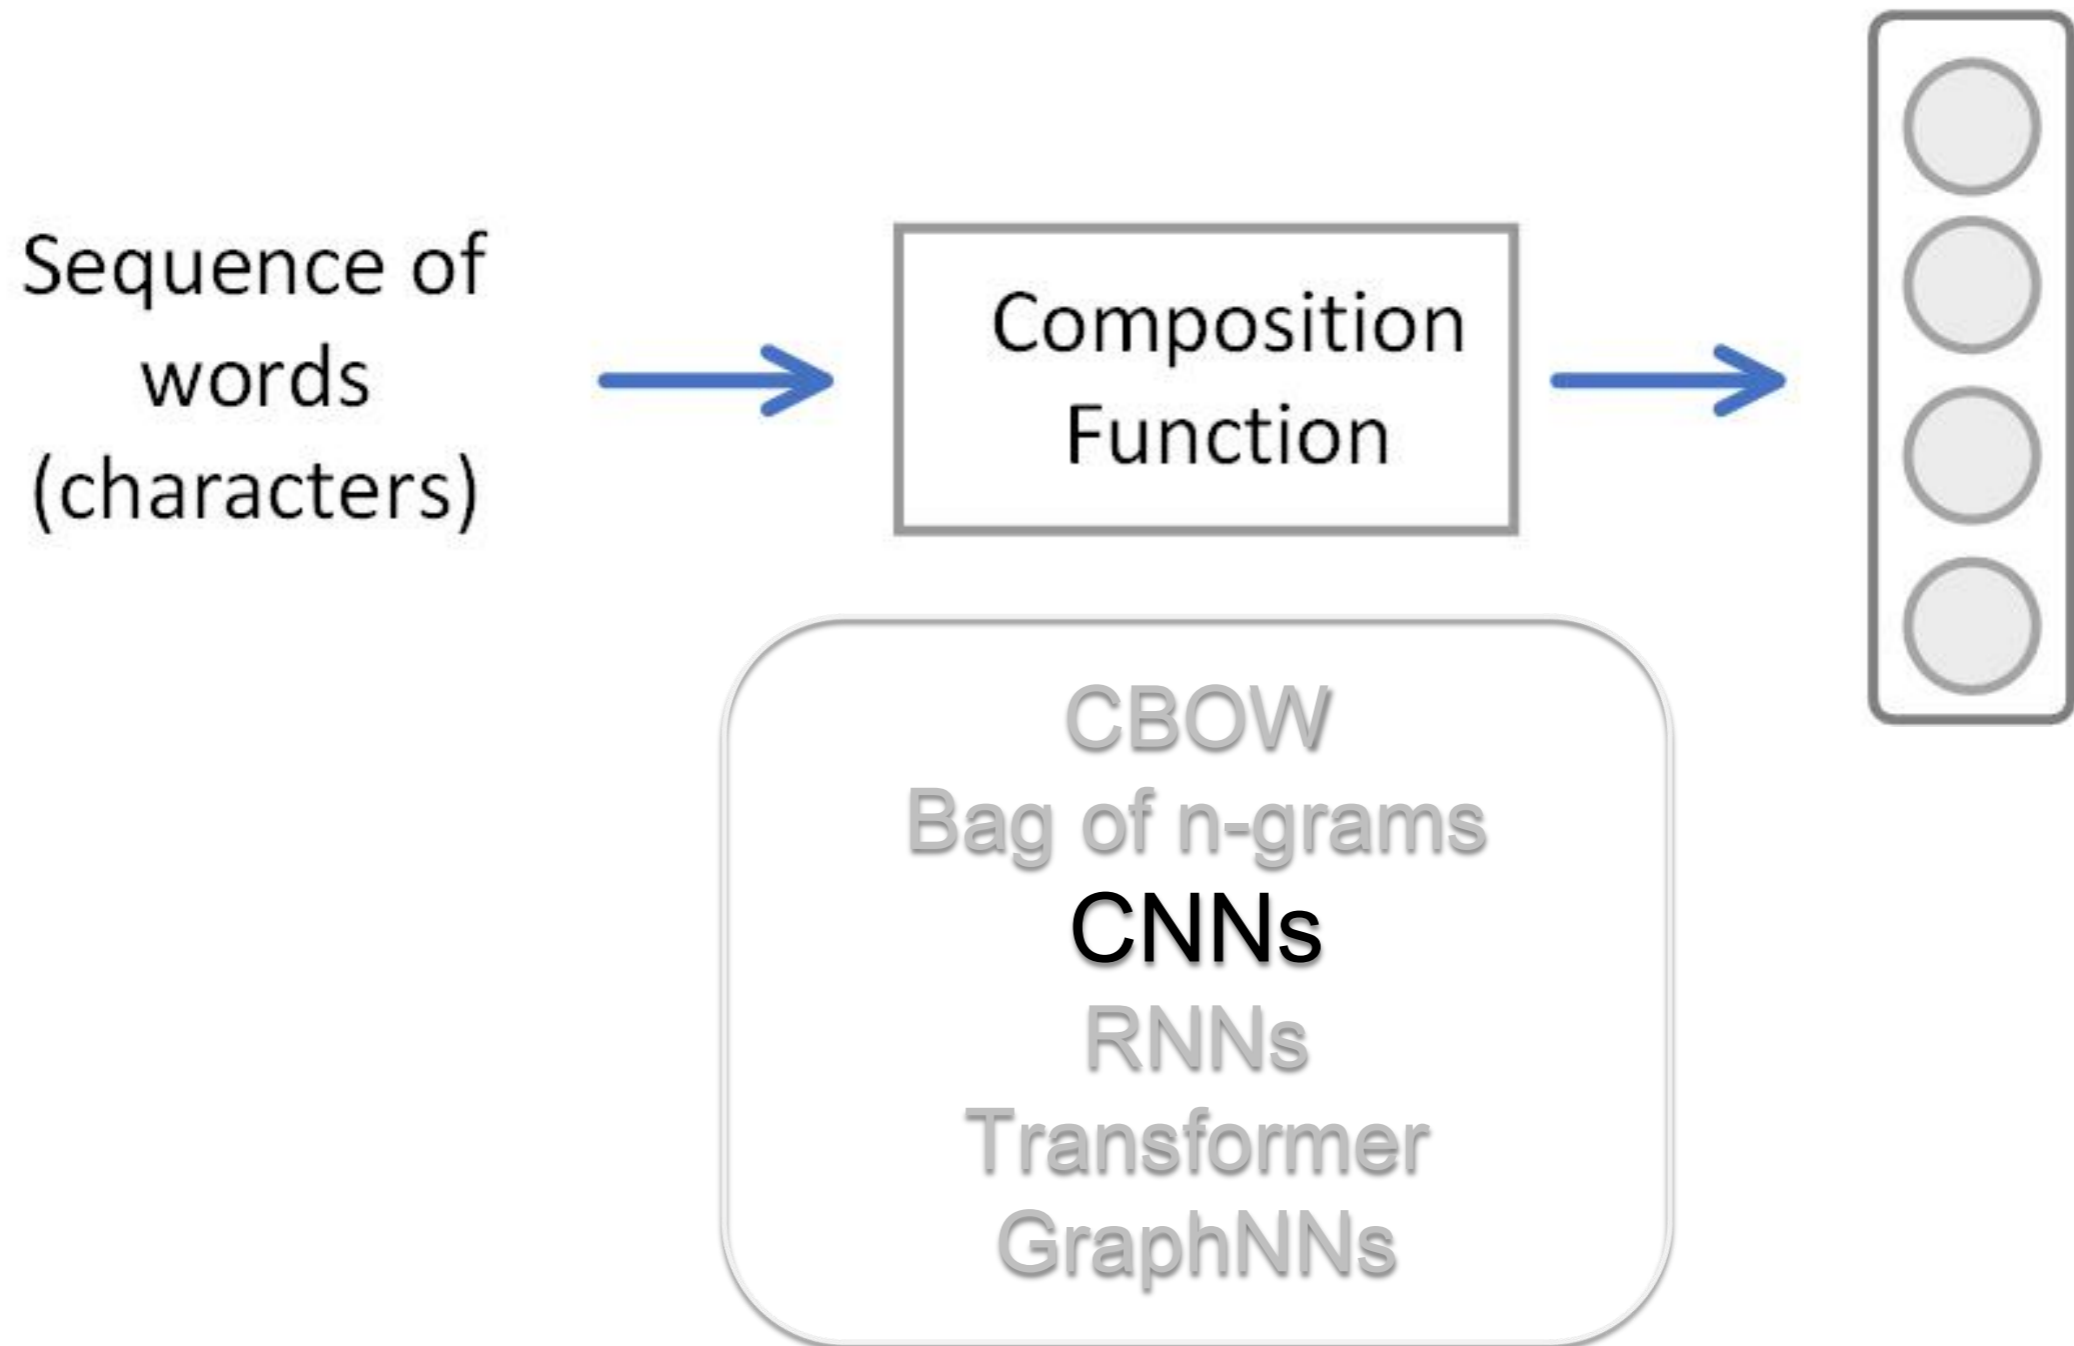 Sequence of
words
(characters)
Composition
Function
CBOW
Bag of n-grams
CNNs
RNNs
Transformer
GraphNNs